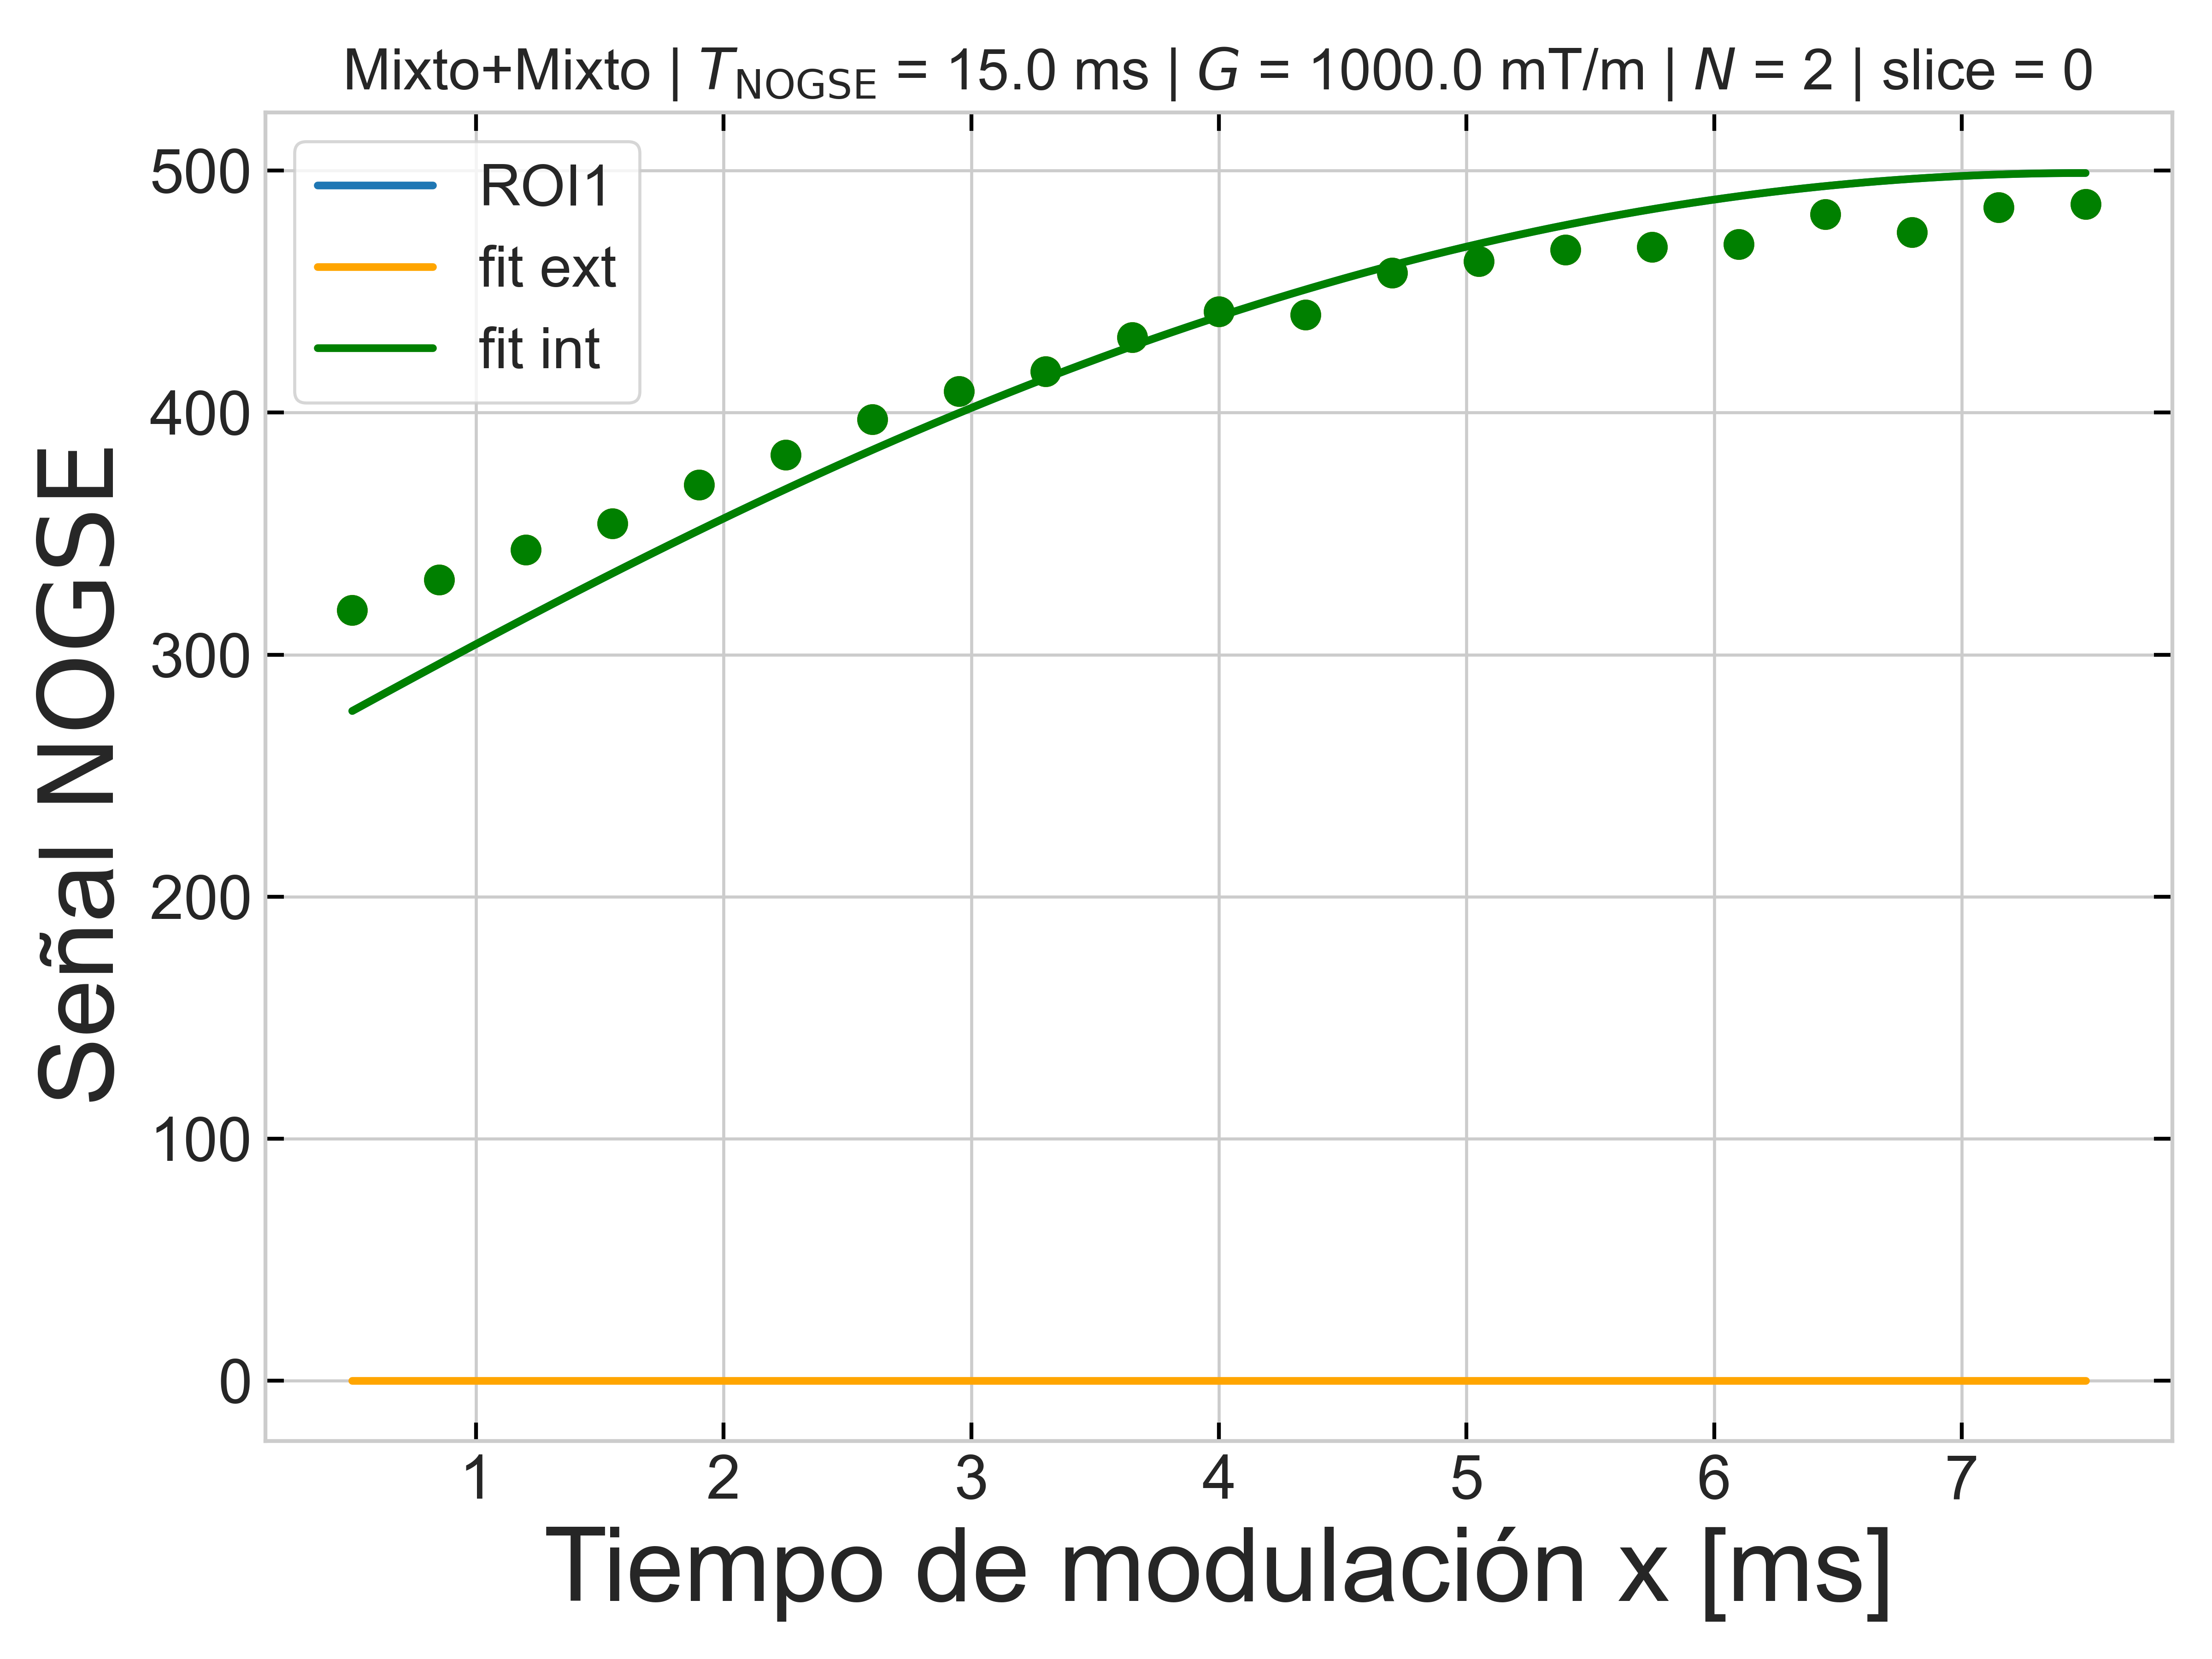 Mixto+Mixto | T_NOGSE = 15.0 ms | G = 1000.0 mT/m | N = 2 | slice = 0
ROI1
fit ext
fit int
Señal NOGSE
500
400
300
200
100
0
1 2 3 4 5 6 7
Tiempo de modulación x [ms]